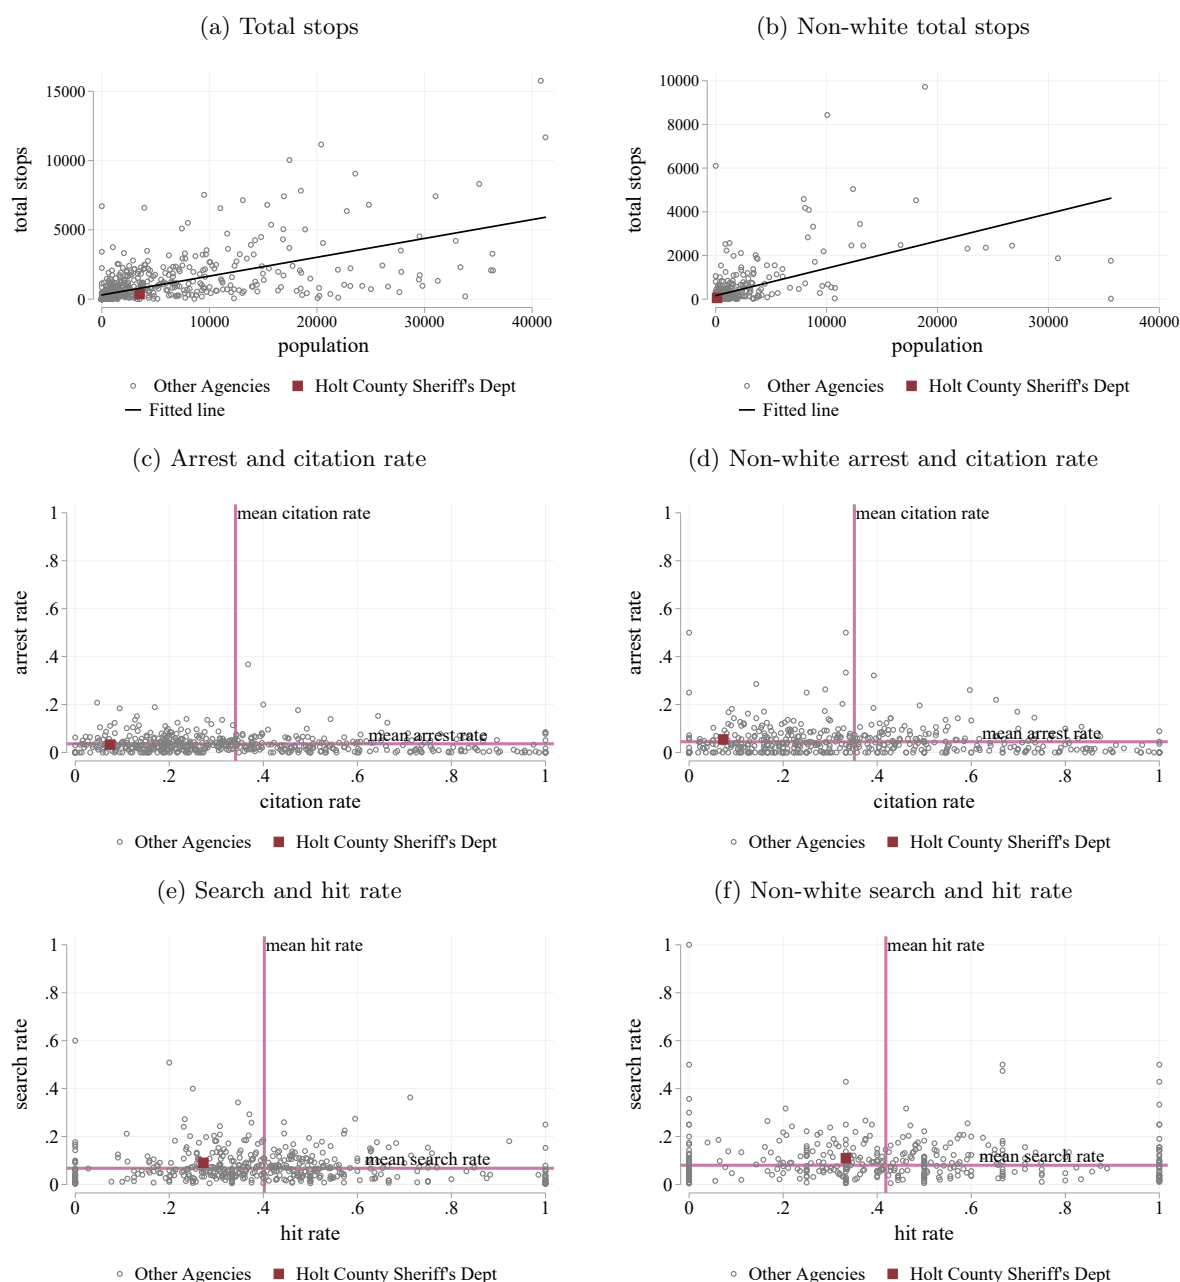 (a) Total stops
(b) Non-white total stops
total stops
15000
10000
5000
0
0 10000 20000 30000 40000
population
Other Agencies Holt County Sheriff's Dept
Fitted line
total stops
10000
8000
6000
4000
2000
0
0 10000 20000 30000 40000
population
Other Agencies Holt County Sheriff's Dept
Fitted line
(c) Arrest and citation rate
(d) Non-white arrest and citation rate
mean citation rate
arrest rate
1
.8
.6
.4
.2
0
mean arrest rate
0 .2 .4 .6 .8 1
citation rate
Other Agencies Holt County Sheriff's Dept
mean citation rate
arrest rate
1
.8
.6
.4
.2
0
mean arrest rate
0 .2 .4 .6 .8 1
citation rate
Other Agencies Holt County Sheriff's Dept
(e) Search and hit rate
(f) Non-white search and hit rate
mean hit rate
search rate
1
.8
.6
.4
.2
0
mean search rate
0 .2 .4 .6 .8 1
hit rate
Other Agencies Holt County Sheriff's Dept
mean hit rate
search rate
1
.8
.6
.4
.2
0
mean search rate
0 .2 .4 .6 .8 1
hit rate
Other Agencies Holt County Sheriff's Dept